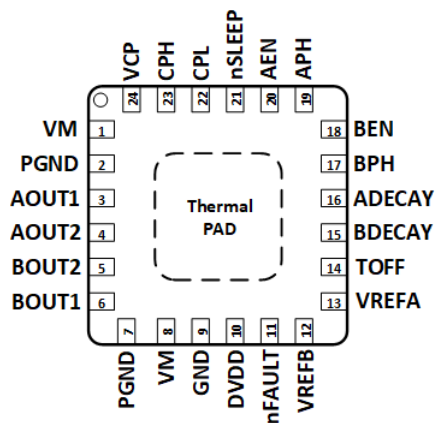 VCP
CPH
CPL
nSLEEP
AEN
APH
24
23
22
21
20
19
VM 1
PGND 2
AOUT1 3
AOUT2 4
BOUT2 5
BOUT1 6
Thermal
PAD
18 BEN
17 BPH
16 ADECAY
15 BDECAY
14 TOFF
13 VREFA
7
8
9
10
11
12
PGND
VM
GND
DVDD
nFAULT
VREFB